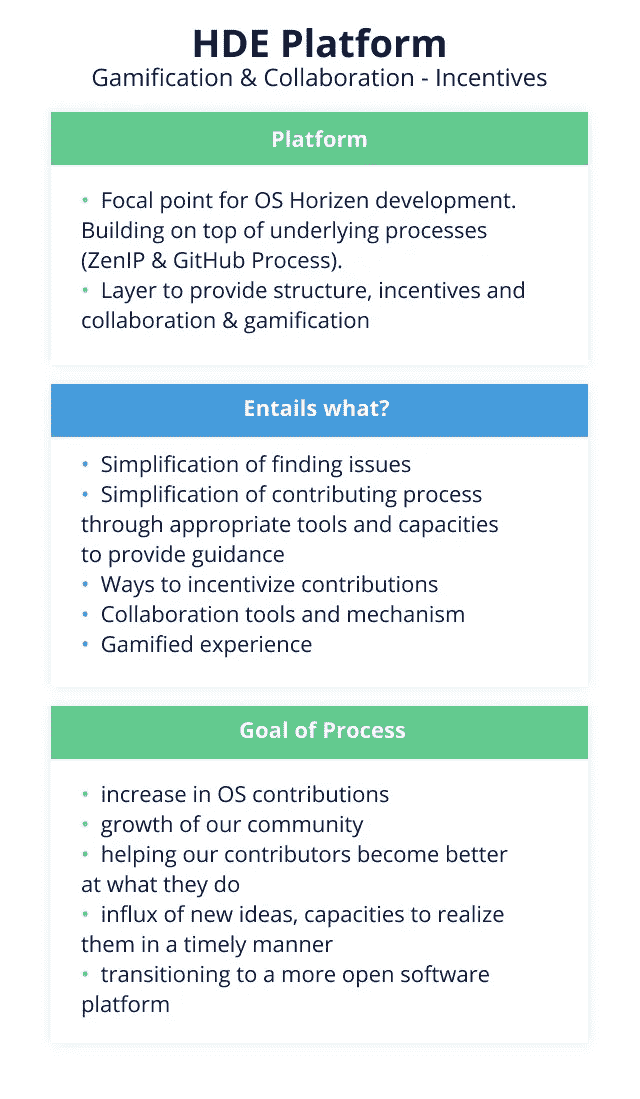 HDE Platform
Gamification & Collaboration - Incentives
Platform
• Focal point for OS Horizen development.
Building on top of underlying processes
(ZenIP & GitHub Process).
• Layer to provide structure, incentives and
collaboration & gamification
Entails what?
• Simplification of finding issues
• Simplification of contributing process
through appropriate tools and capacities
to provide guidance
• Ways to incentivize contributions
• Collaboration tools and mechanism
• Gamified experience
Goal of Process
• increase in OS contributions
• growth of our community
• helping our contributors become better
at what they do
• influx of new ideas, capacities to realize
them in a timely manner
• transitioning to a more open software
platform